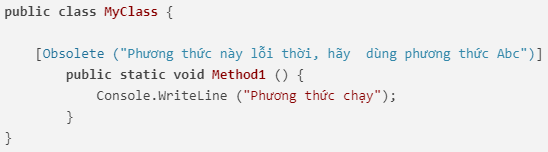 public class MyClass {
[Obsolete ("Phương thức này lỗi thời, hãy  dùng phương thức Abc")]
public static void Method1 () {
Console.WriteLine ("Phương thức chạy");
}
}